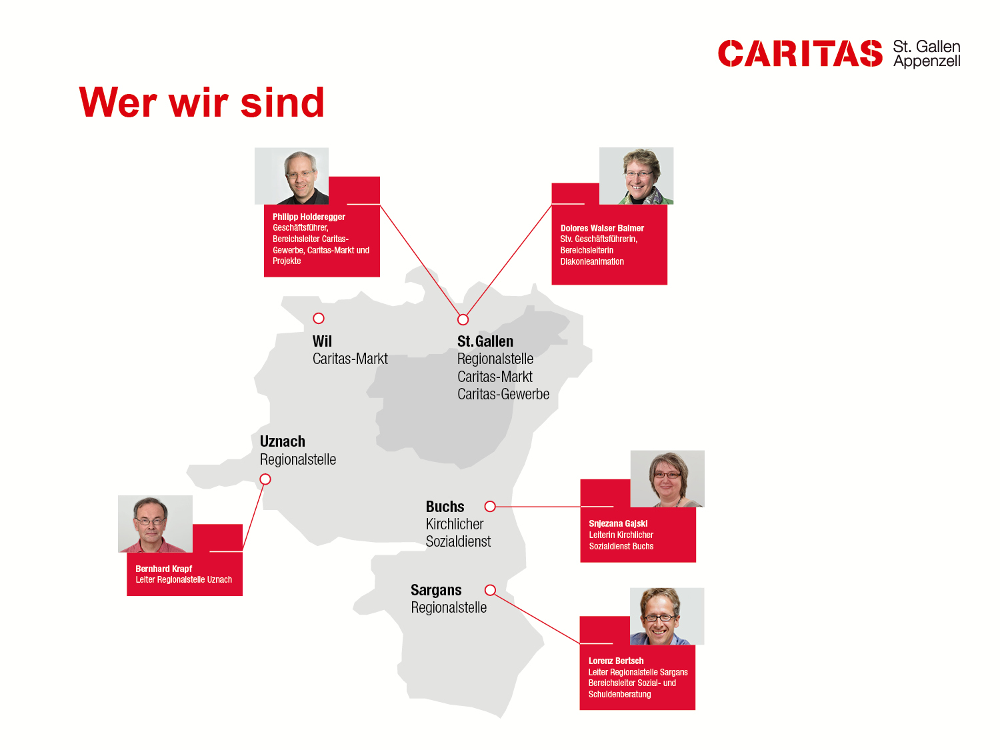 CARITAS St. Gallen
Appenzell
Wer wir sind
Philipp Holderegger
Geschäftsführer,
Bereichsleiter Caritas-
Gewerbe, Caritas-Markt und
Projekte
Dolores Walser Balmer
Stv. Geschäftsführerin,
Bereichsleiterin
Diakonieanimation
Wil
Caritas-Markt
St.Gallen
Regionalstelle
Caritas-Markt
Caritas-Gewerbe
Uznach
Regionalstelle
Bernhard Krapf
Leiter Regionalstelle Uznach
Buchs
Kirchlicher
Sozialdienst
Snjezana Gajski
Leiterin Kirchlicher
Sozialdienst Buchs
Sargans
Regionalstelle
Lorenz Bertsch
Leiter Regionalstelle Sargans
Bereichsleiter Sozial- und
Schuldenberatung